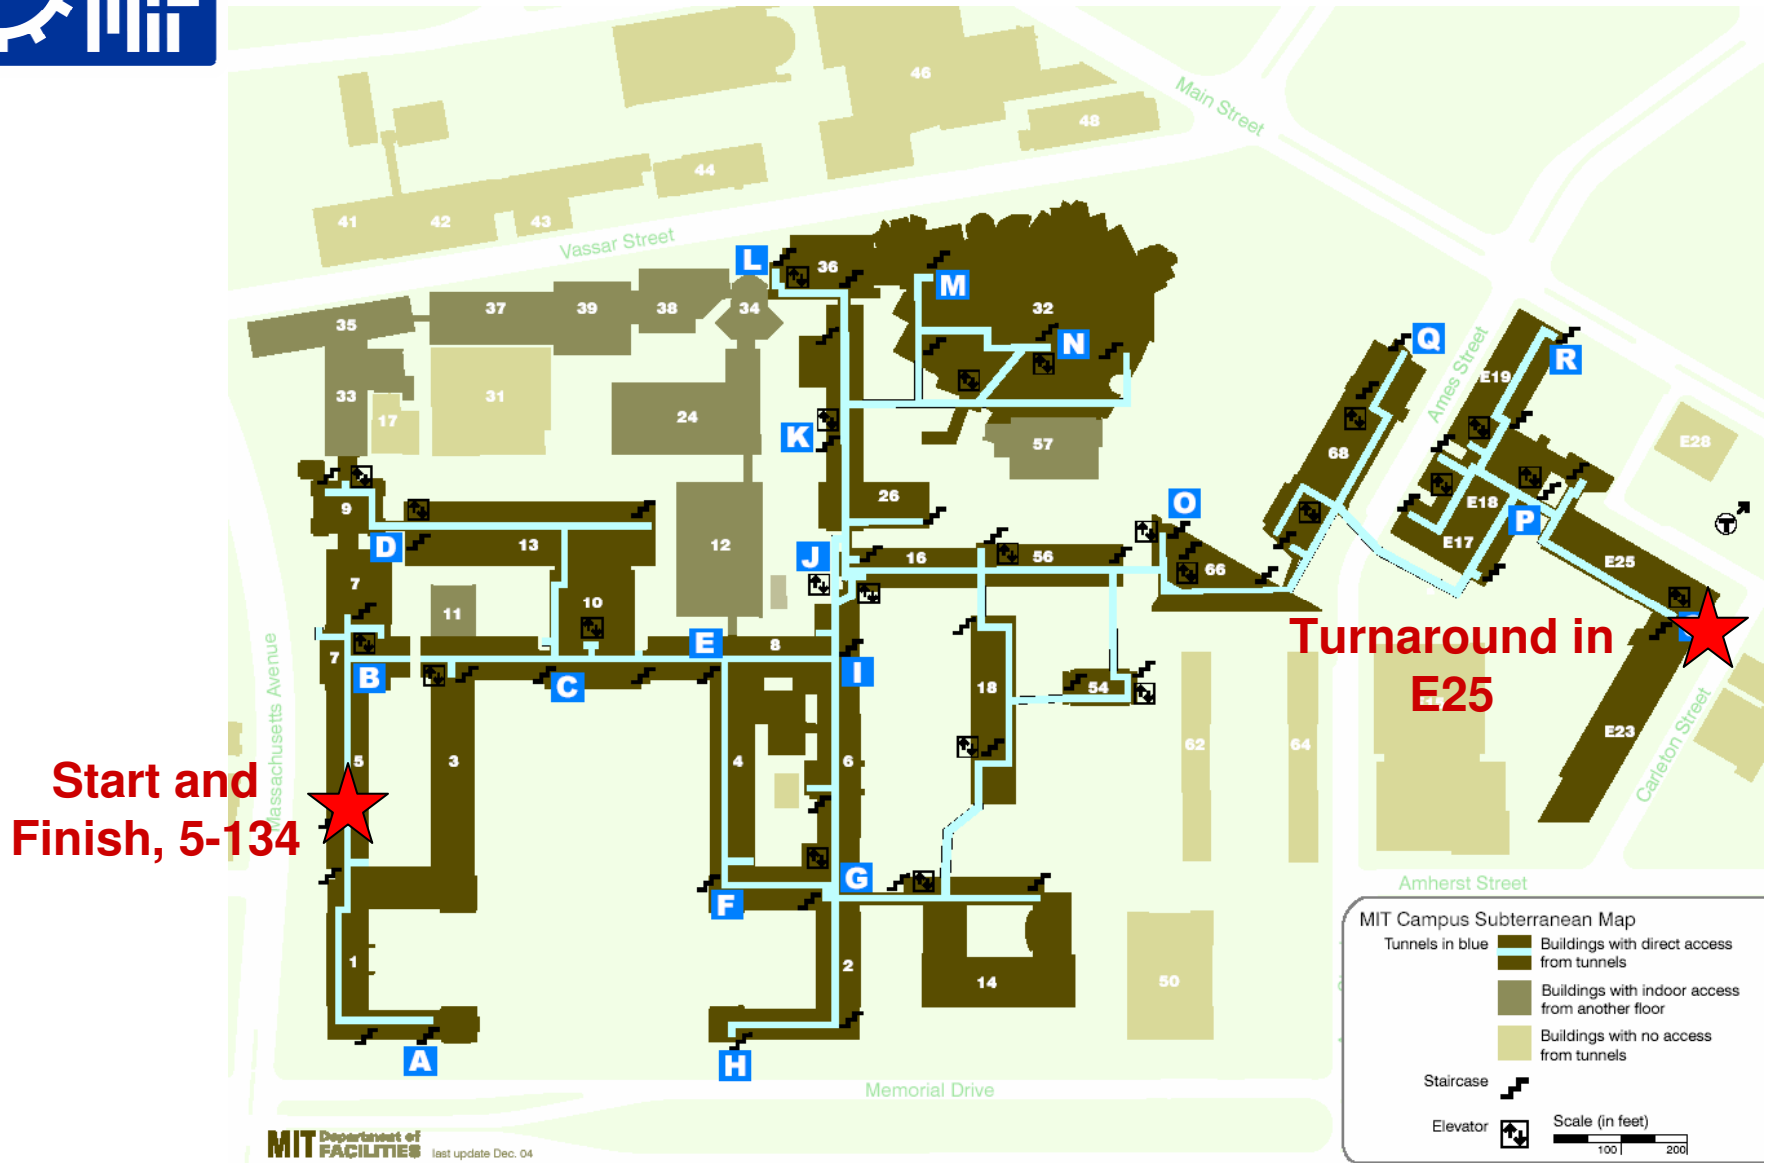 MIT
46
Main Street
48
44
41
42
43
Vassar Street
L
36
M
37
39
38
34
32
35
N
Q
Ames Street
R
33
17
31
24
E19
K
57
68
E28
26
E18
9
O
P
T
D
13
12
J
16
56
66
E17
E25
7
11
10
Turnaround in
E25
7
B
E
8
I
C
18
54
Massachusetts Avenue
Start and
Finish, 5-134
5
3
4
6
62
64
E23
Carleton Street
G
F
Amherst Street
1
2
14
50
A
H
Memorial Drive
MIT Campus Subterranean Map
Tunnels in blue
Buildings with direct access
from tunnels
Buildings with indoor access
from another floor
Buildings with no access
from tunnels
Staircase
Elevator
Scale (in feet)
100
200
MIT Department of
FACILITIES
last update Dec. 04